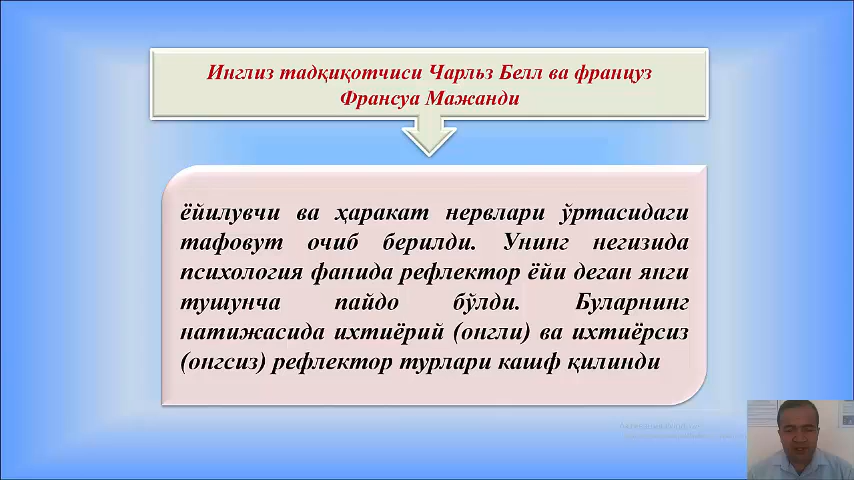 Инглиз тадқиқотчиси Чарльз Белл ва француз
Франсуа Мажанди
ёйилувчи ва ҳаракат нервлари ўртасидаги
тафовут очиб берилди. Унинг негизида
психология фанида рефлектор ёйи деган янги
тушунча пайдо бўлди. Буларнинг
натижасида ихтиёрий (онгли) ва ихтиёрсиз
(онгсиз) рефлектор турлари кашф қилинди